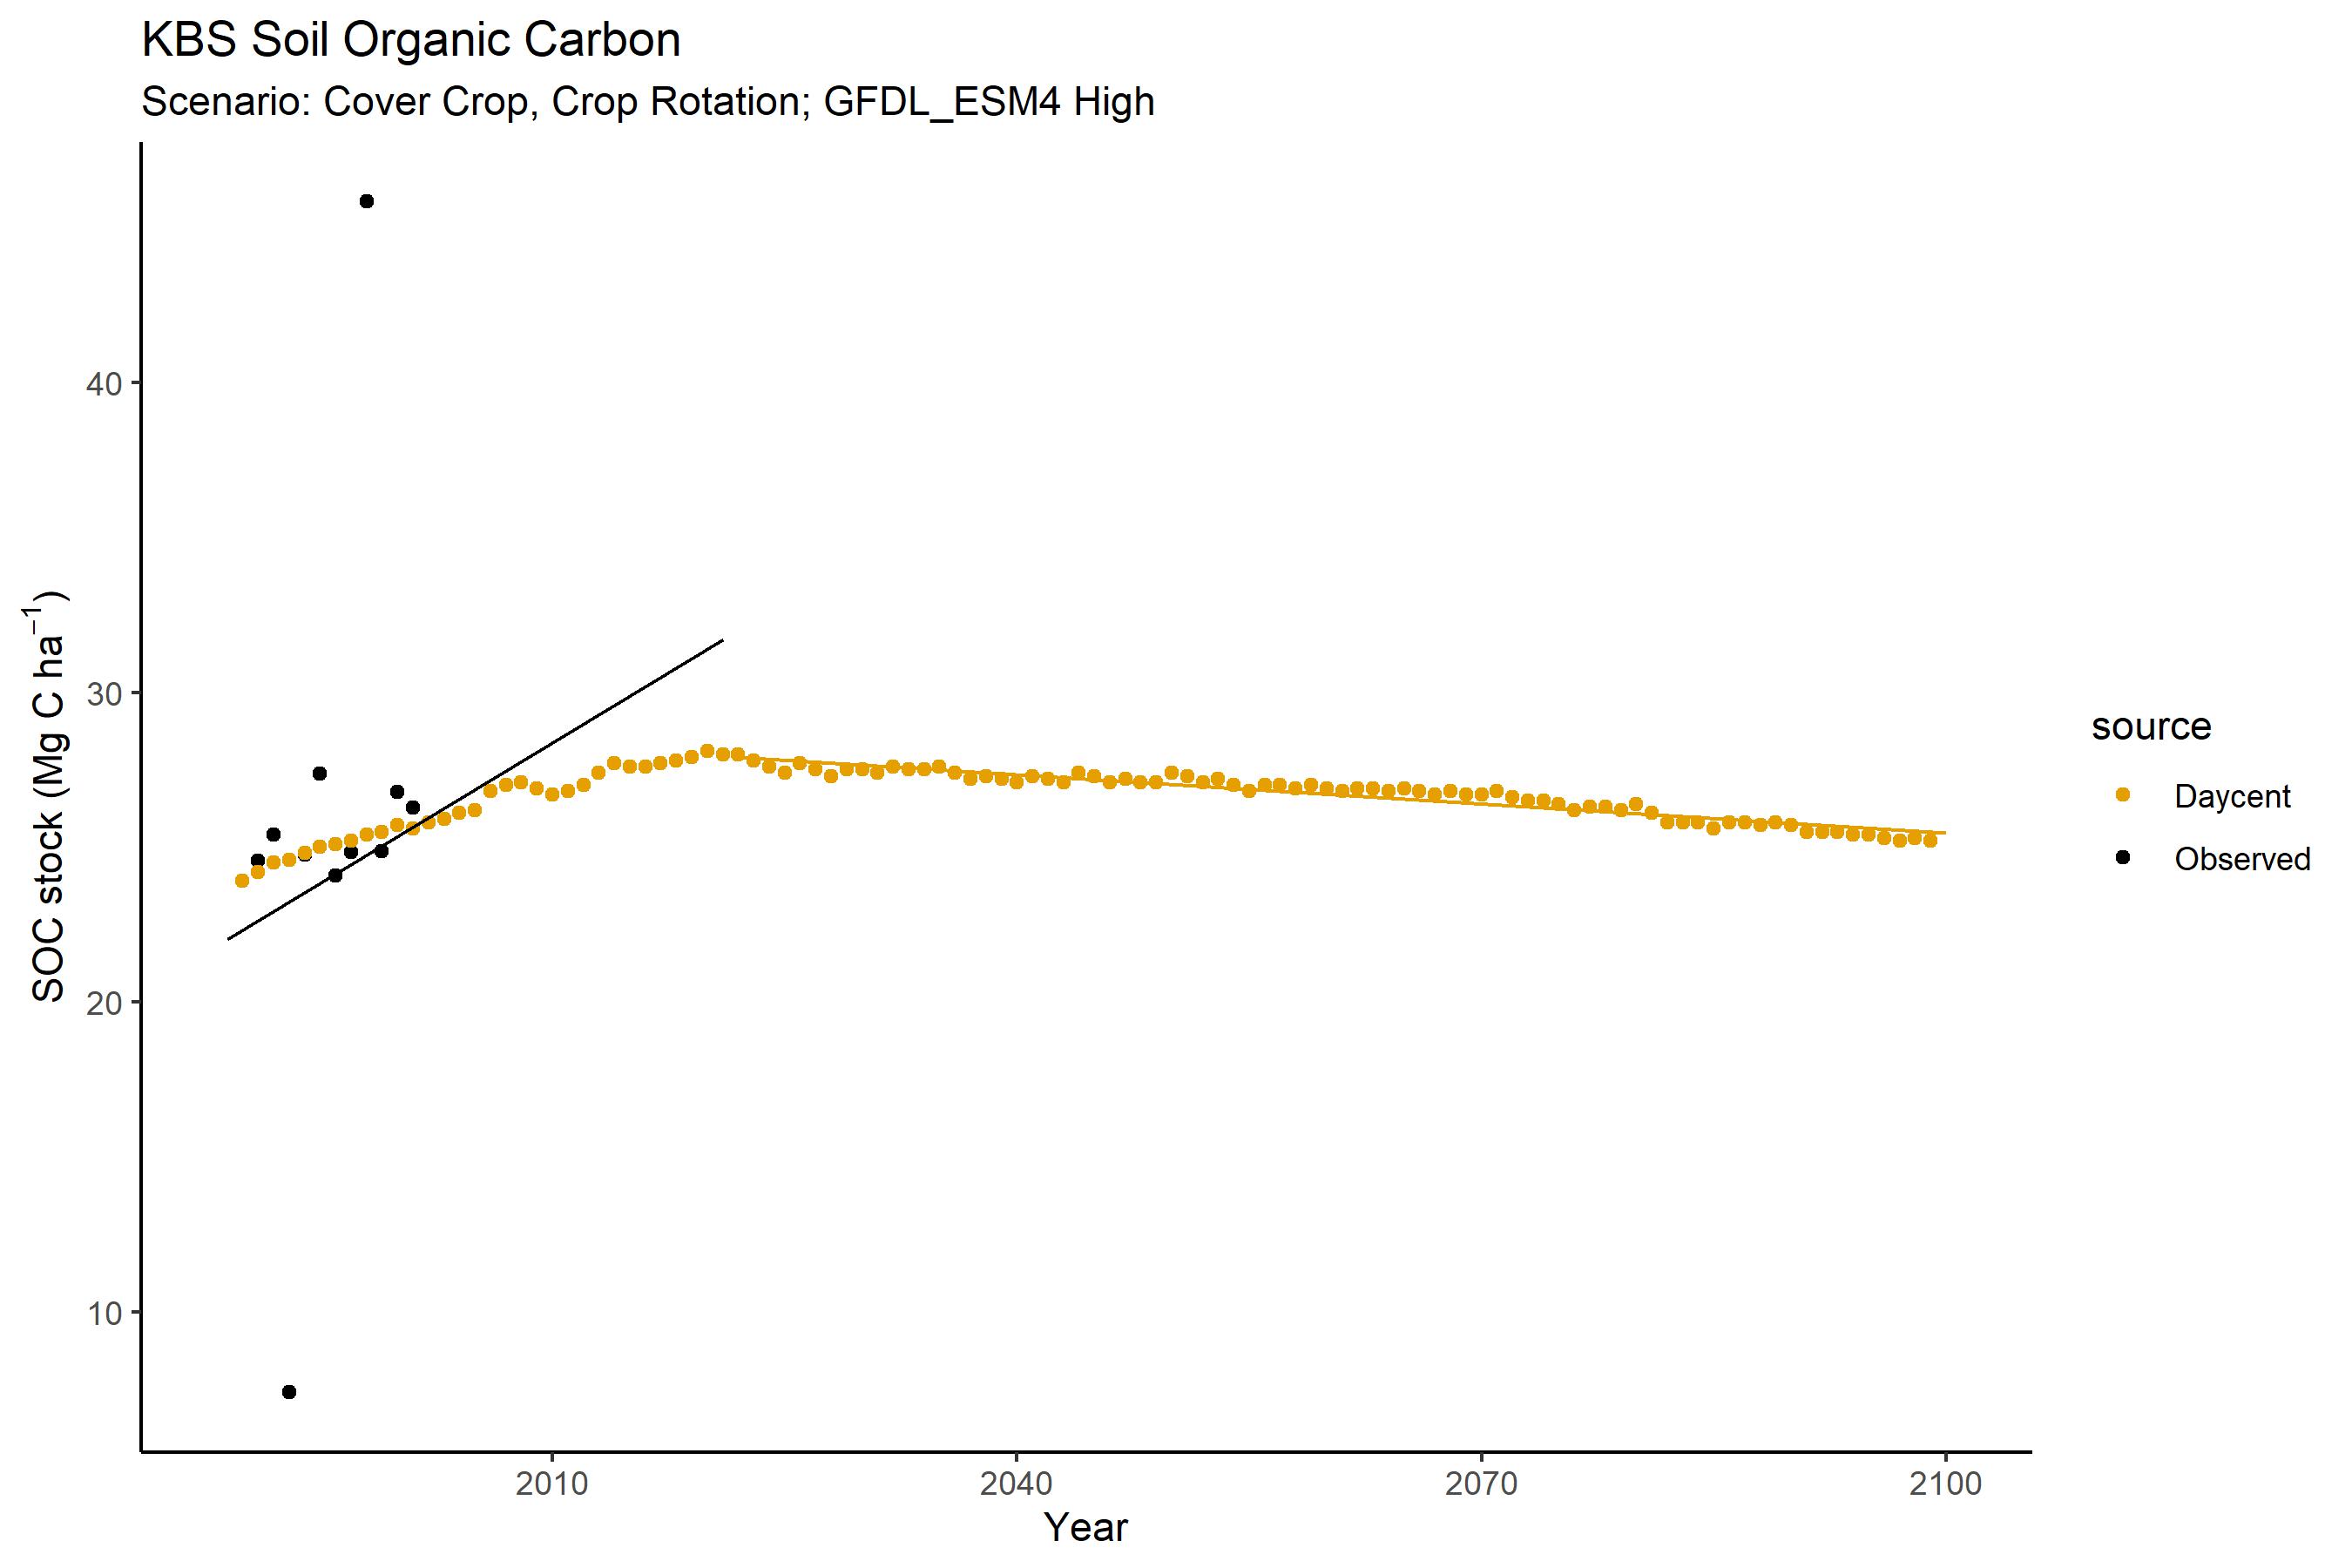 KBS Soil Organic Carbon
Scenario: Cover Crop, Crop Rotation; GFDL_ESM4 High
SOC stock (Mg C ha⁻¹)
40
30
20
10
2010
2040
2070
2100
Year
source
Daycent
Observed